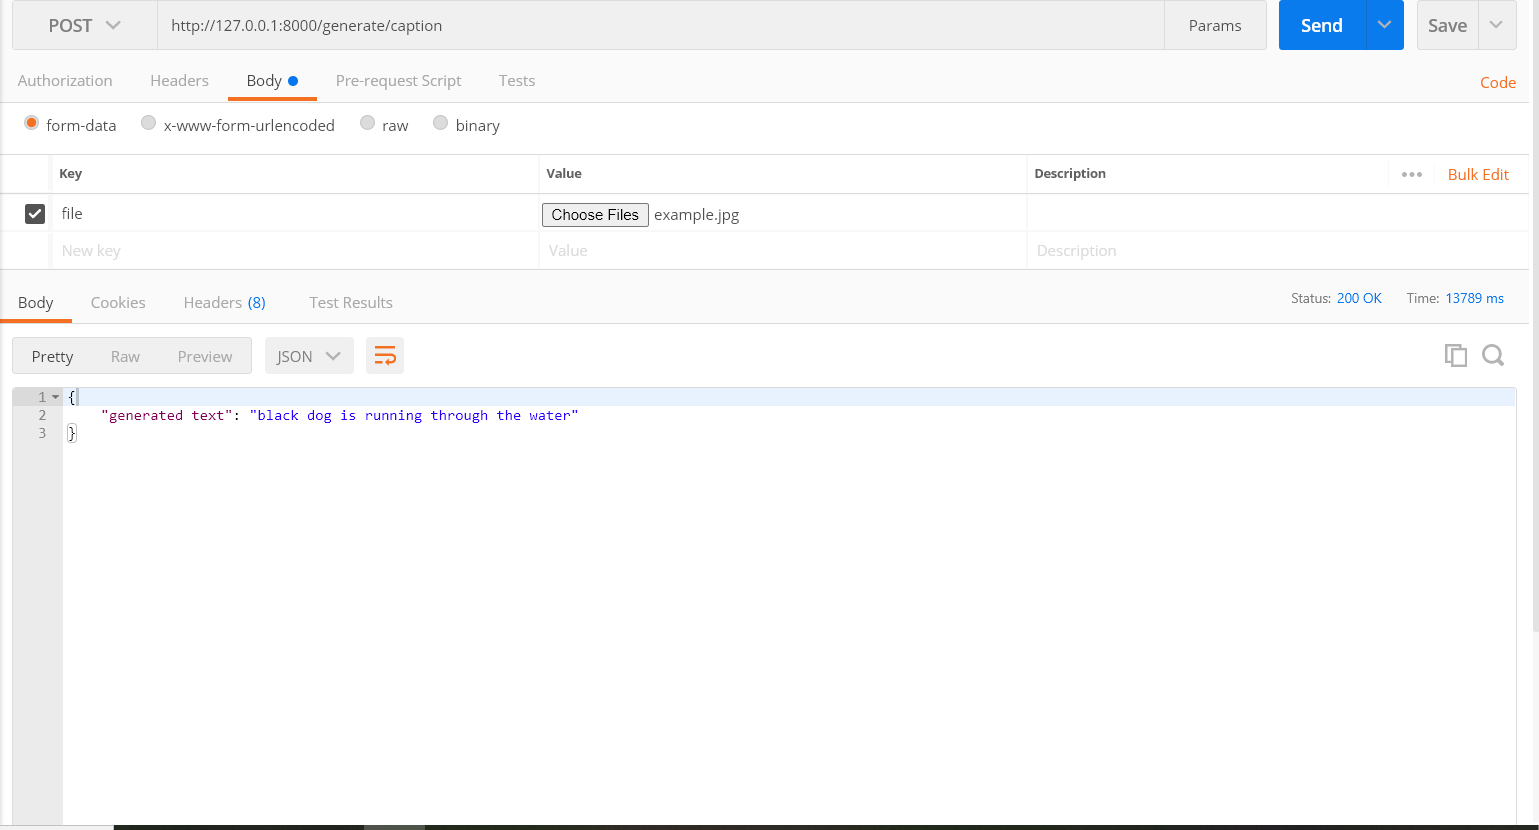 POST http://127.0.0.1:8000/generate/caption Params Send Save
Authorization Headers Body Pre-request Script Tests Code
form-data x-www-form-urlencoded raw binary
Key Value Description ••• Bulk Edit
file Choose Files example.jpg
New key Value Description
Body Cookies Headers (8) Test Results Status: 200 OK Time: 13789 ms
Pretty Raw Preview JSON
1 {
2 "generated text": "black dog is running through the water"
3 }